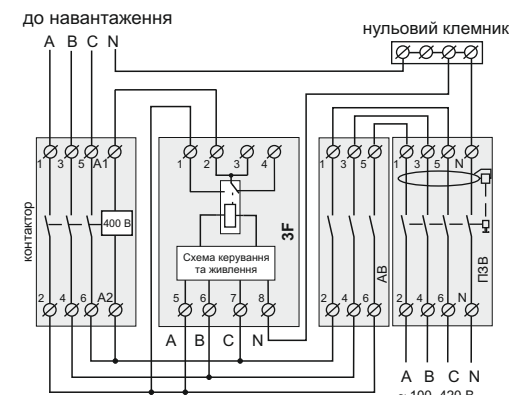 до навантаження
нульовий клемник
A B C N
1 3 5 A1
1 2 3 4
1 3 5
1 3 5 N
контактор
400 В
3F
Схема керування
та живлення
АВ
ПЗВ
2 4 6 A2
5 6 7 8
2 4 6
2 4 6 N
A B C N
A B C N
~ 100- 420 В